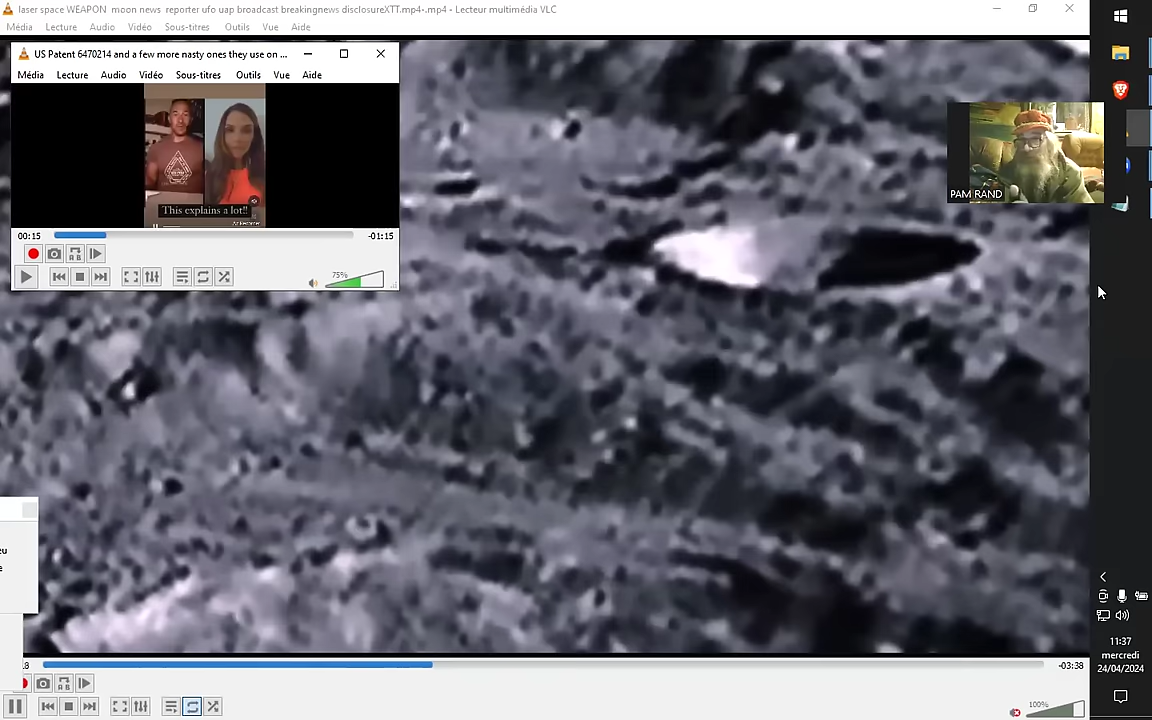 laser space WEAPON moon news reporter ufo uap broadcast breakingnews disclosureXTT.mp4-.mp4 - Lecteur multimédia VLC
Média Lecture Audio Vidéo Sous-titres Outils Vue Aide
US Patent 6470214 and a few more nasty ones they use on ...
Média Lecture Audio Vidéo Sous-titres Outils Vue Aide
This explains a lot!!
00:15 -01:15
75%
PAM RAND
-03:38
100%
11:37
mercredi
24/04/2024